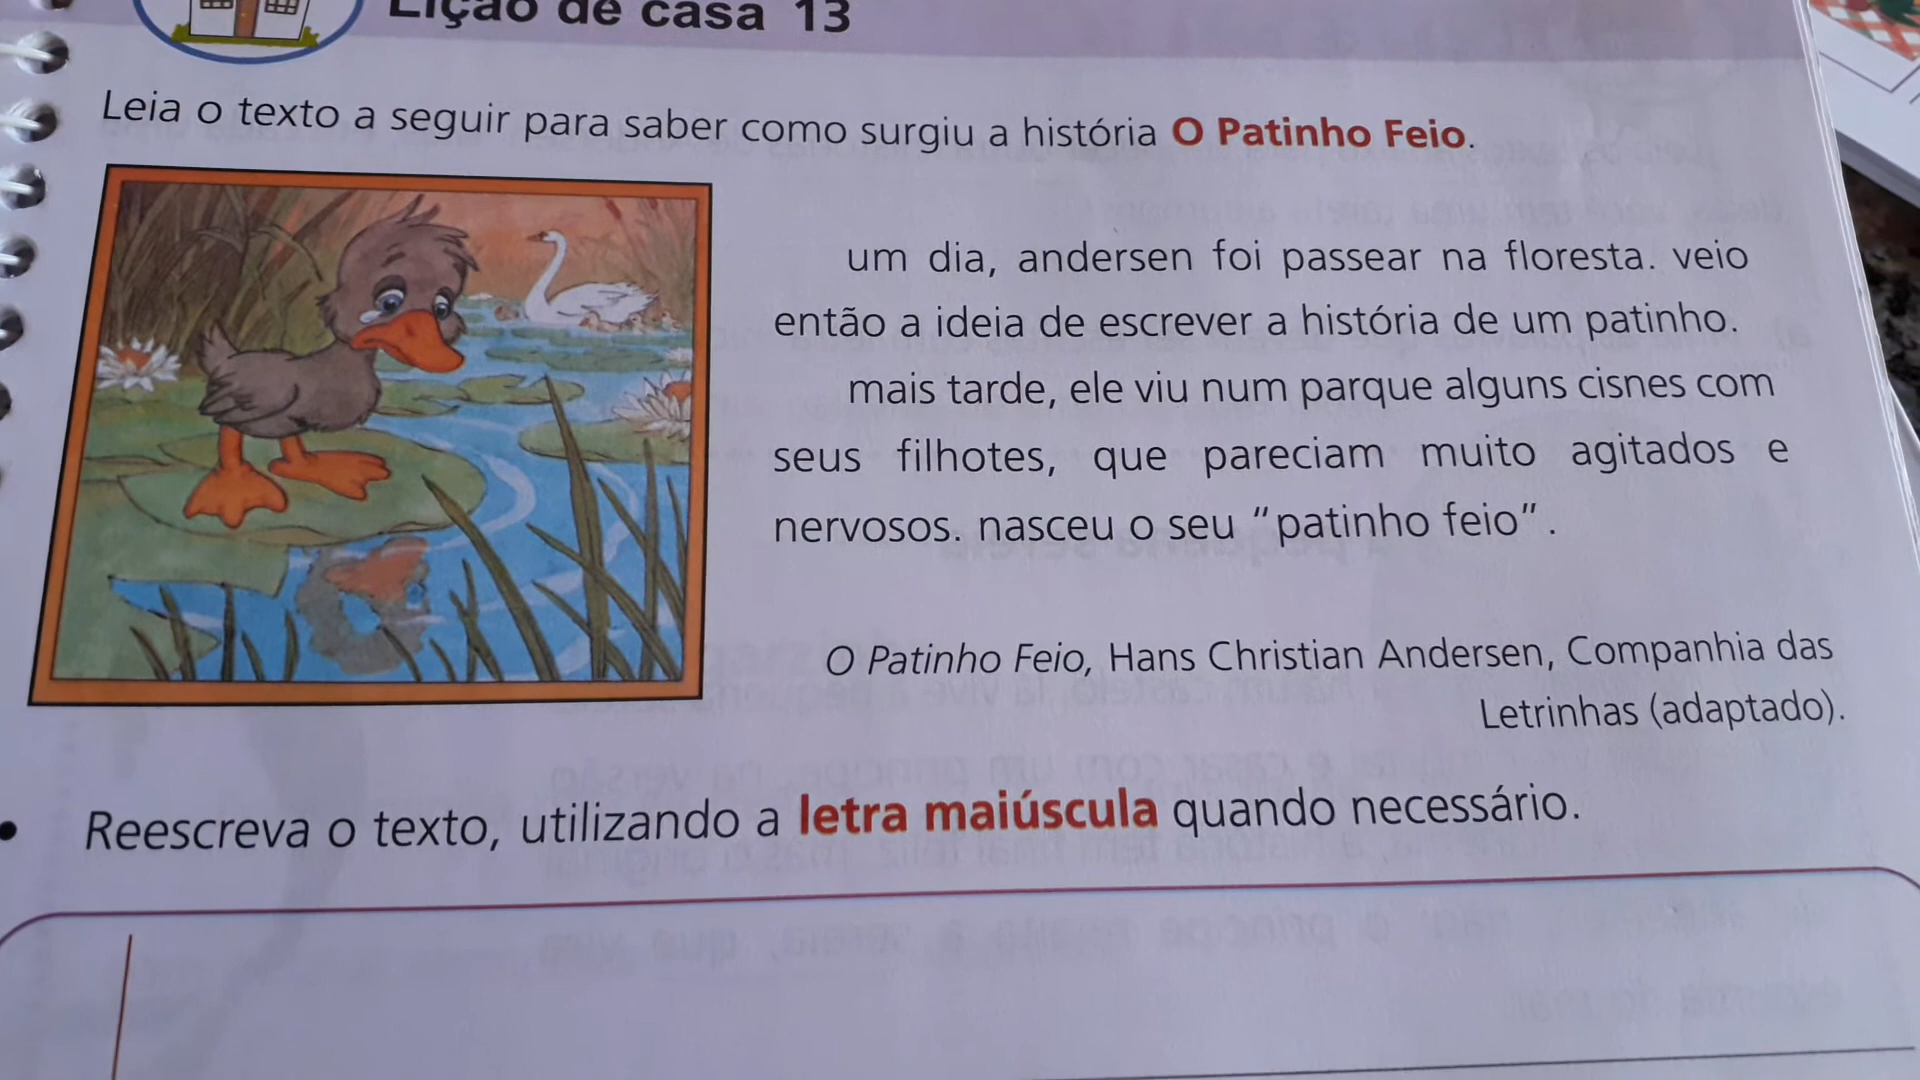 Lição de casa 13
Leia o texto a seguir para saber como surgiu a história O Patinho Feio.
um dia, andersen foi passear na floresta. veio
então a ideia de escrever a história de um patinho.
mais tarde, ele viu num parque alguns cisnes com
seus filhotes, que pareciam muito agitados e
nervosos. nasceu o seu “patinho feio”.
O Patinho Feio, Hans Christian Andersen, Companhia das
Letrinhas (adaptado).
• Reescreva o texto, utilizando a letra maiúscula quando necessário.